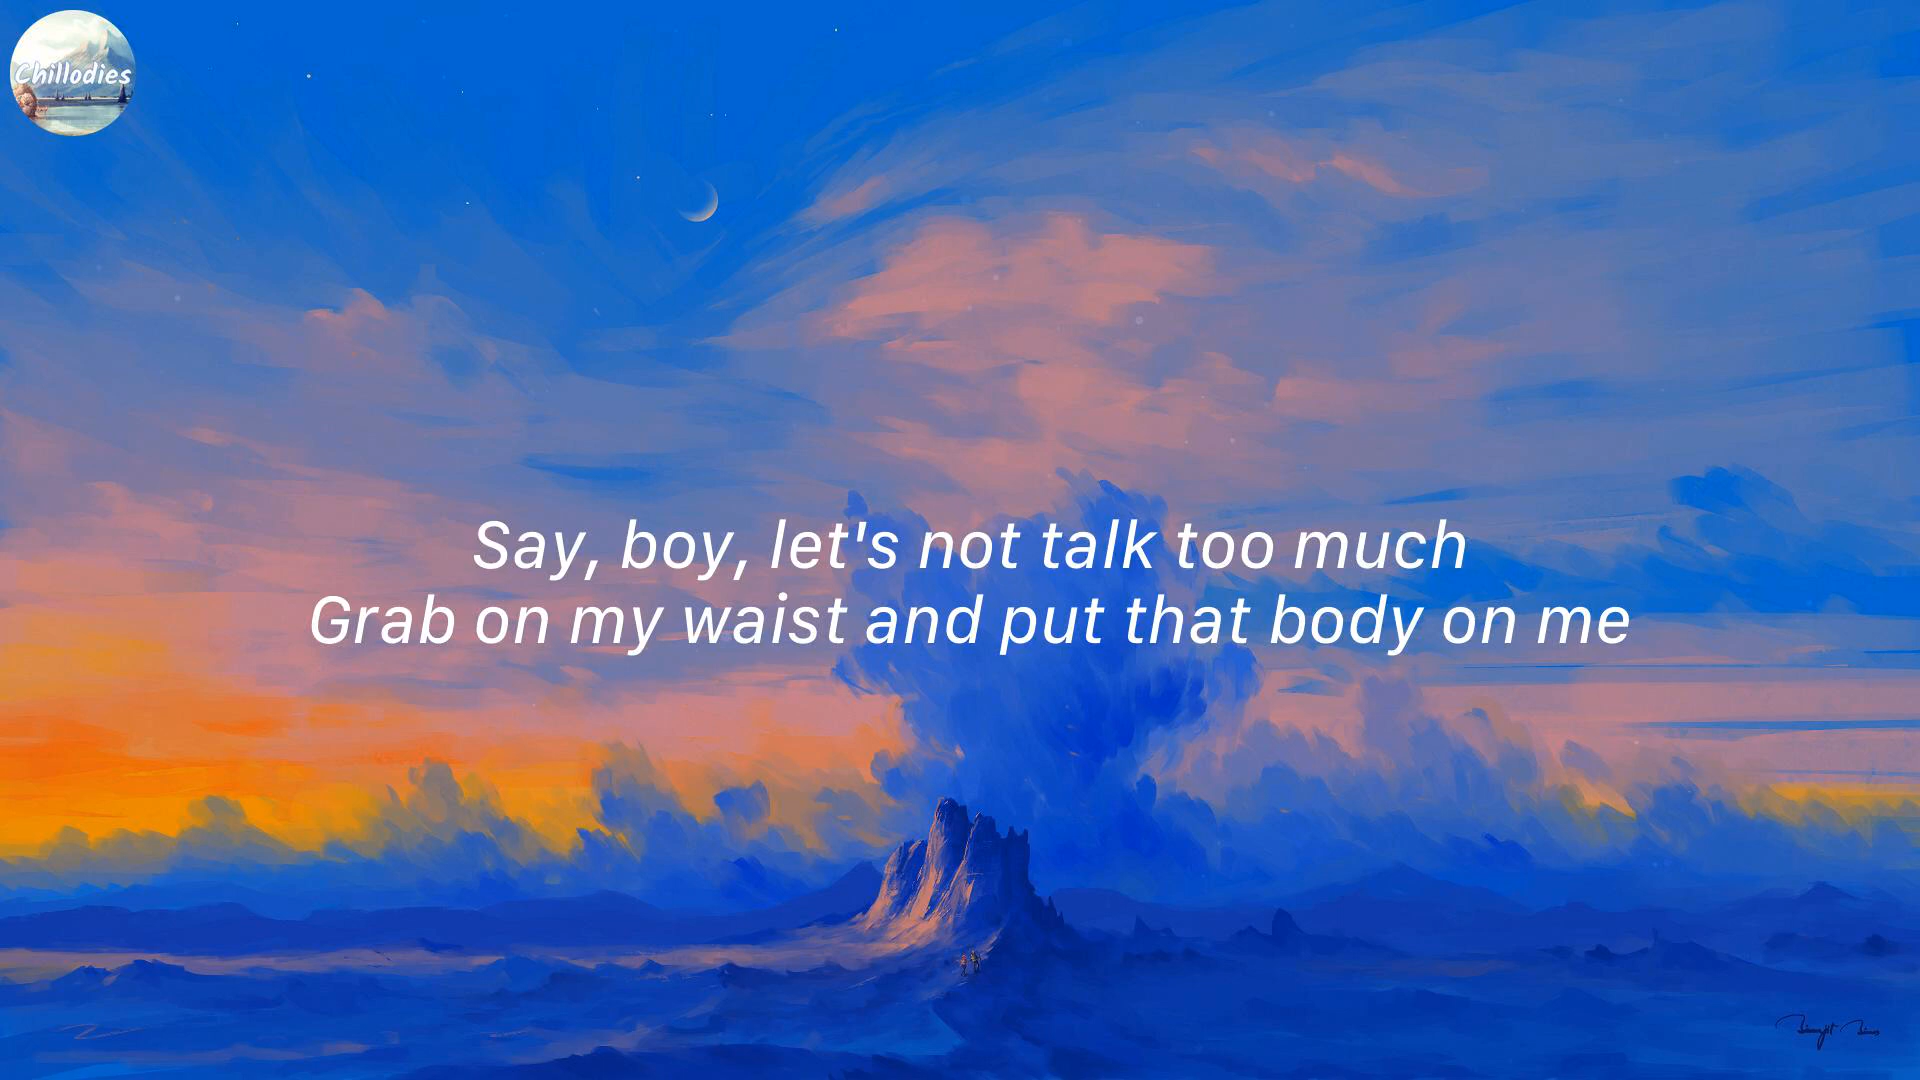 Chillodies
Say, boy, let's not talk too much
Grab on my waist and put that body on me